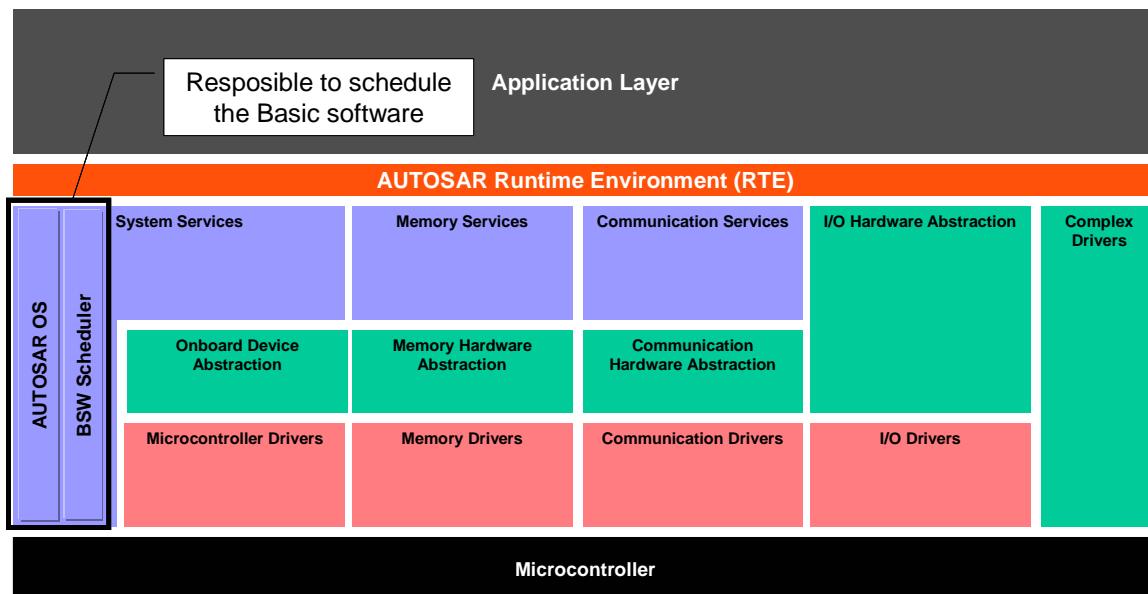 Resposible to schedule
the Basic software
Application Layer
AUTOSAR Runtime Environment (RTE)
AUTOSAR OS
BSW Scheduler
System Services
Memory Services
Communication Services
I/O Hardware Abstraction
Complex
Drivers
Onboard Device
Abstraction
Memory Hardware
Abstraction
Communication
Hardware Abstraction
Microcontroller Drivers
Memory Drivers
Communication Drivers
I/O Drivers
Microcontroller